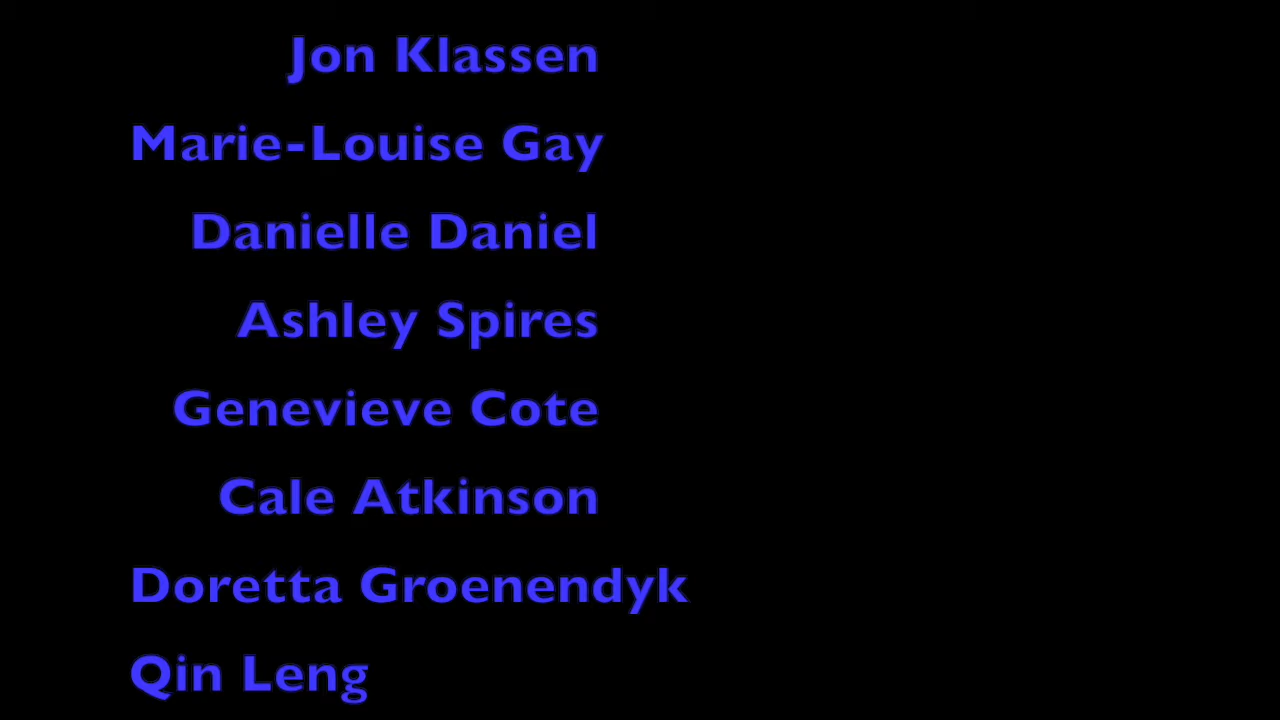 Jon Klassen
Marie-Louise Gay
Danielle Daniel
Ashley Spires
Genevieve Cote
Cale Atkinson
Doretta Groenendyk
Qin Leng